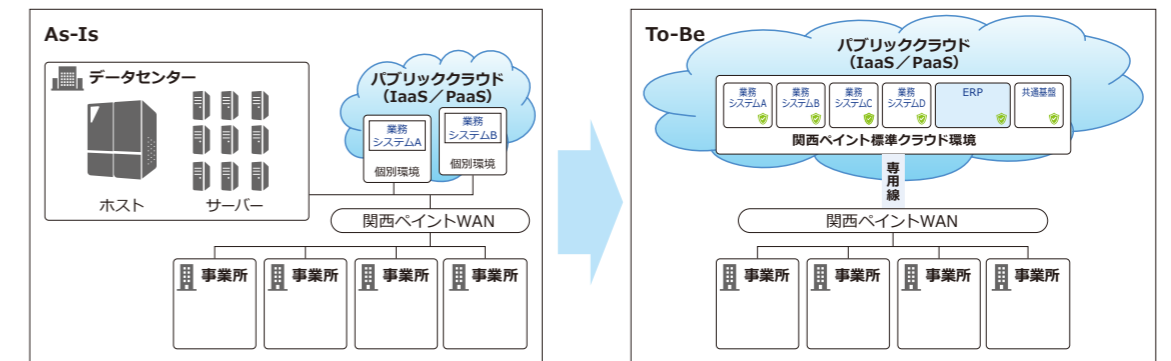 As-Is
データセンター
ホスト
サーバー
パブリッククラウド
(IaaS/PaaS)
業務
システムA
個別環境
業務
システムB
個別環境
関西ペイントWAN
事業所
事業所
事業所
事業所
To-Be
パブリッククラウド
(IaaS/PaaS)
業務
システムA
業務
システムB
業務
システムC
業務
システムD
ERP
共通基盤
関西ペイント標準クラウド環境
専用線
関西ペイントWAN
事業所
事業所
事業所
事業所